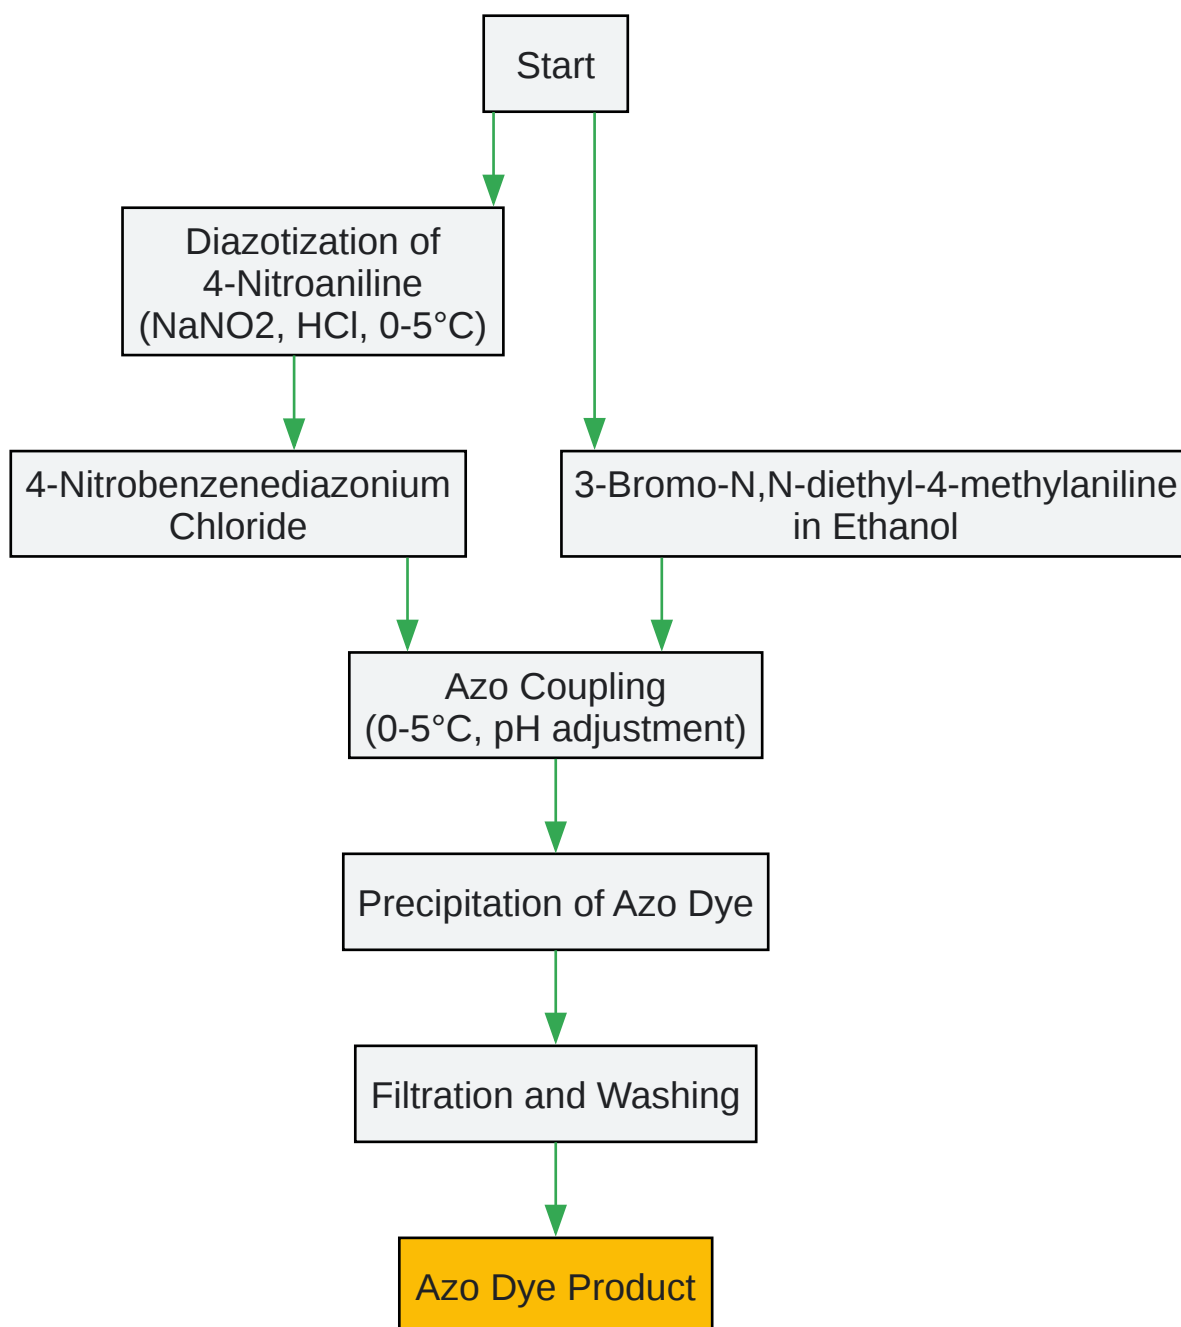 Start
Diazotization of
4-Nitroaniline
(NaNO2, HCl, 0-5°C)
4-Nitrobenzenediazonium
Chloride
3-Bromo-N,N-diethyl-4-methylaniline
in Ethanol
Azo Coupling
(0-5°C, pH adjustment)
Precipitation of Azo Dye
Filtration and Washing
Azo Dye Product